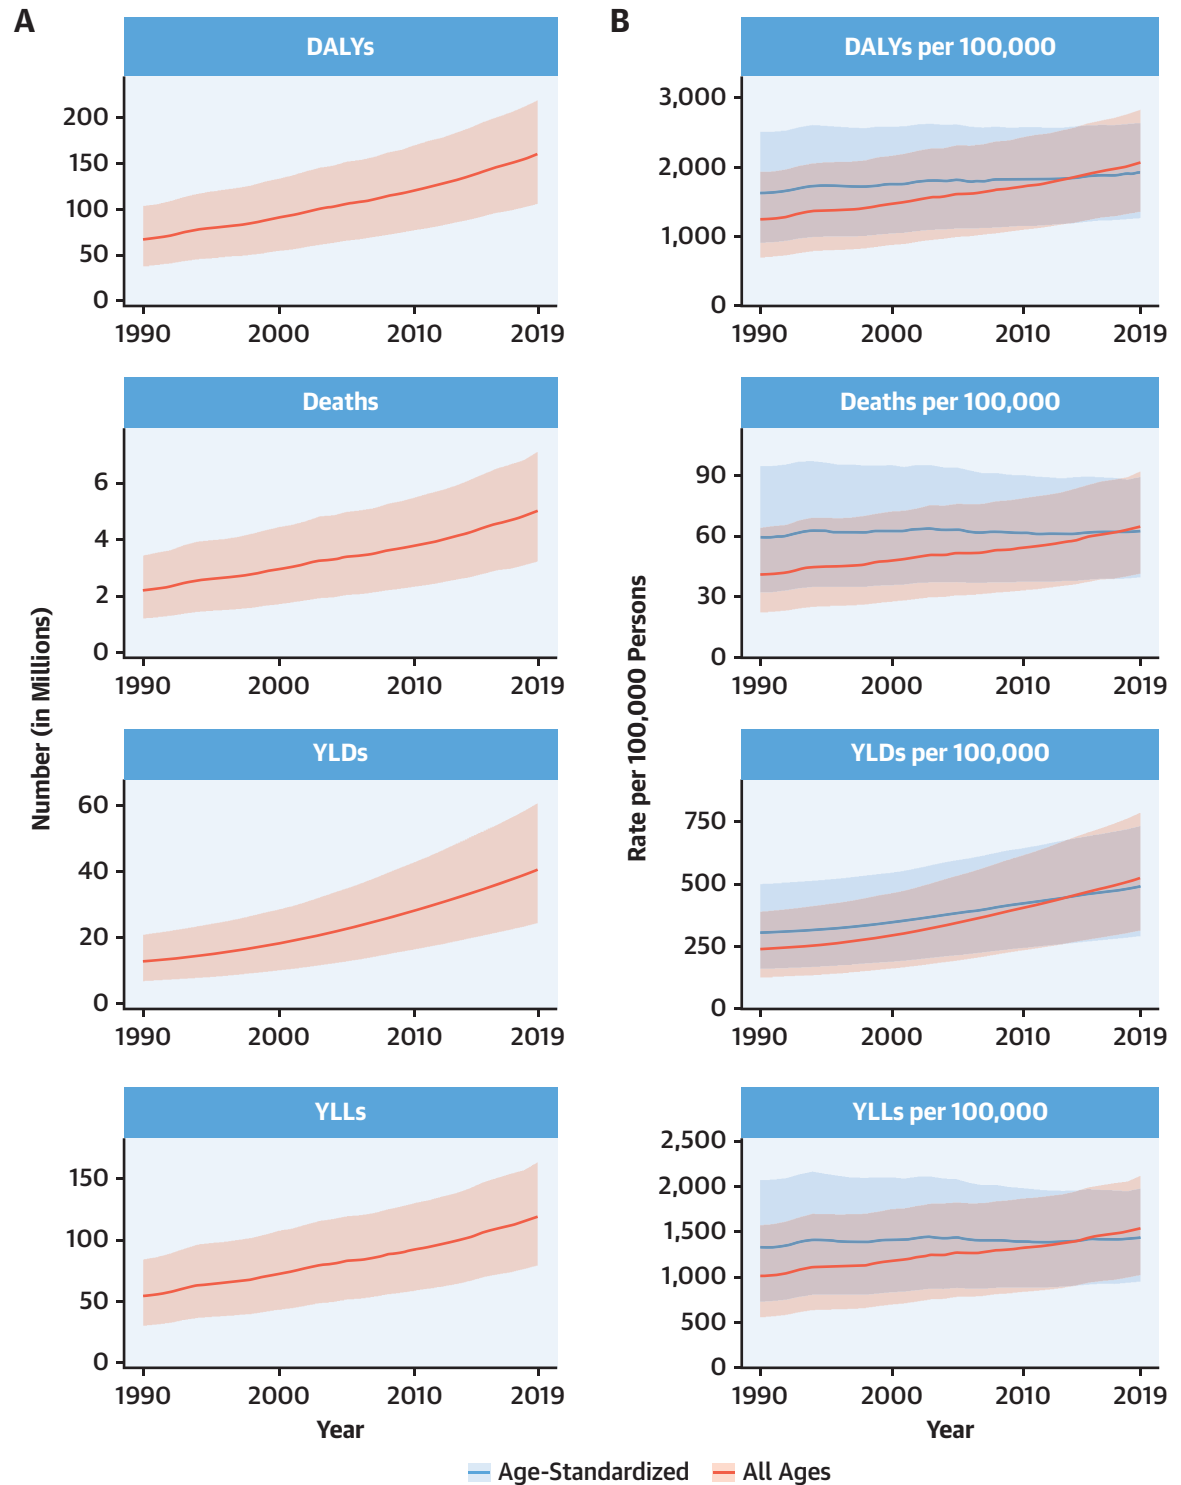 A
DALYs
200
150
100
50
0
1990 2000 2010 2019
Deaths
6
4
2
0
1990 2000 2010 2019
YLDs
60
40
20
0
1990 2000 2010 2019
YLLs
150
100
50
0
1990 2000 2010 2019
Year
Number (in Millions)
B
DALYs per 100,000
3,000
2,000
1,000
0
1990 2000 2010 2019
Deaths per 100,000
90
60
30
0
1990 2000 2010 2019
YLDs per 100,000
750
500
250
0
1990 2000 2010 2019
YLLs per 100,000
2,500
2,000
1,500
1,000
500
0
1990 2000 2010 2019
Year
Rate per 100,000 Persons
Age-Standardized All Ages